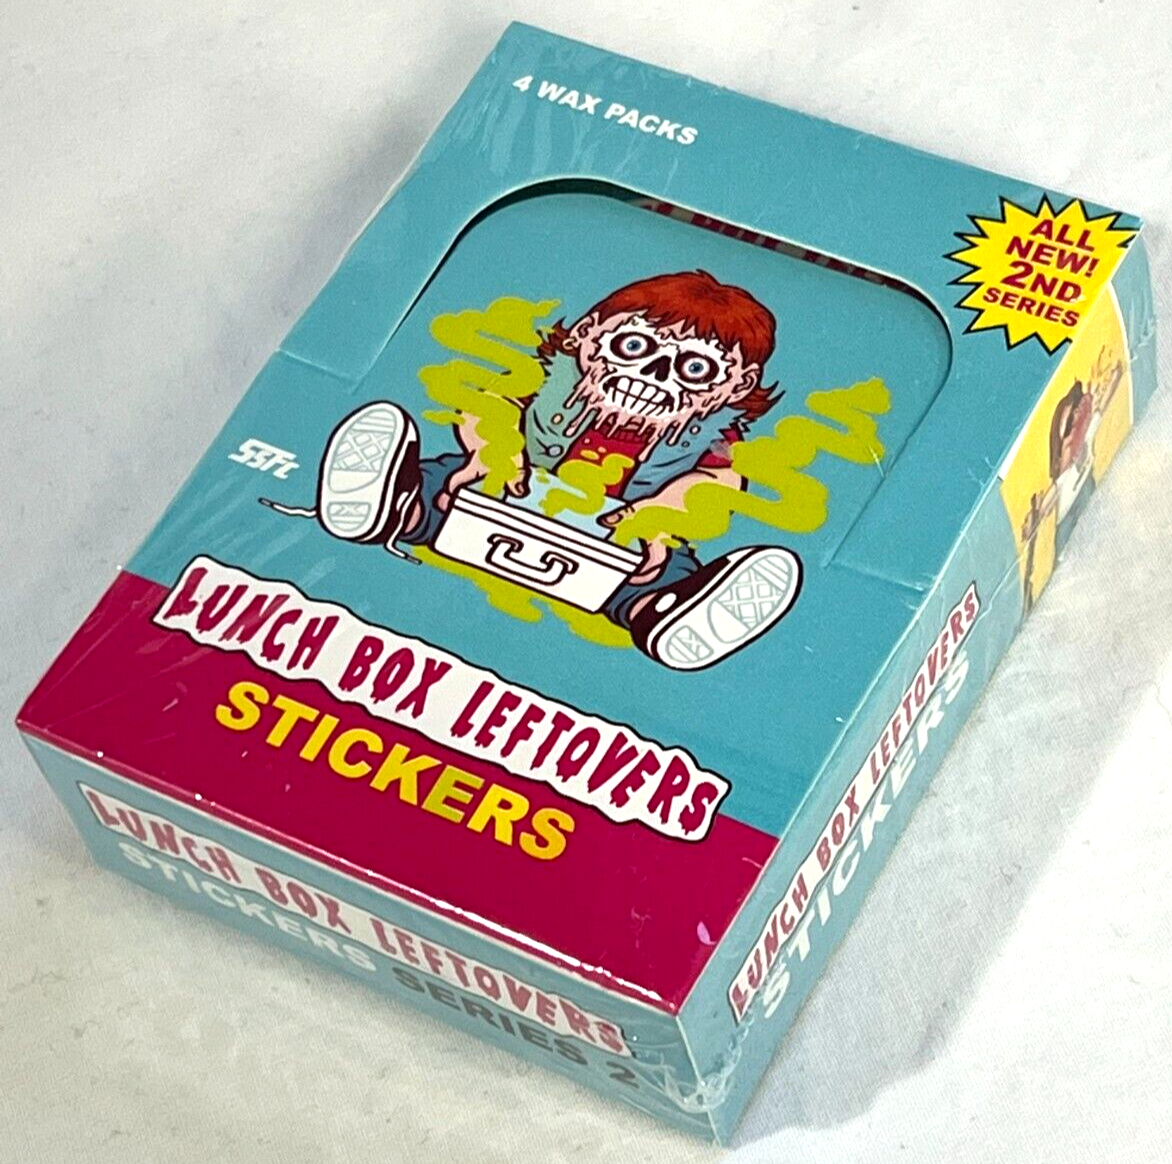 4 WAX PACKS
ALL
NEW!
2ND
SERIES
SSFC
LUNCH BOX LEFTOVERS
STICKERS
LUNCH BOX LEFTOVERS
STICKERS SERIES 2
LUNCH BOX LEFTOVERS
STICKERS